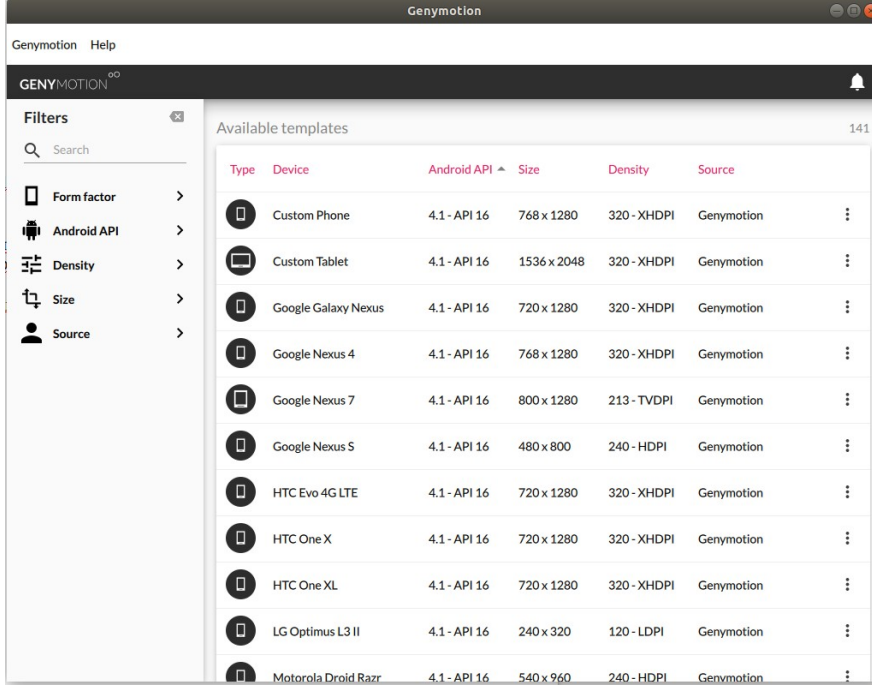 Genymotion
Genymotion Help
GENYMOTION
Filters
Search
Form factor
Android API
Density
Size
Source
Available templates 141
Type Device Android API Size Density Source
Custom Phone 4.1 - API 16 768 x 1280 320 - XHDPI Genymotion
Custom Tablet 4.1 - API 16 1536 x 2048 320 - XHDPI Genymotion
Google Galaxy Nexus 4.1 - API 16 720 x 1280 320 - XHDPI Genymotion
Google Nexus 4 4.1 - API 16 768 x 1280 320 - XHDPI Genymotion
Google Nexus 7 4.1 - API 16 800 x 1280 213 - TVDPI Genymotion
Google Nexus S 4.1 - API 16 480 x 800 240 - HDPI Genymotion
HTC Evo 4G LTE 4.1 - API 16 720 x 1280 320 - XHDPI Genymotion
HTC One X 4.1 - API 16 720 x 1280 320 - XHDPI Genymotion
HTC One XL 4.1 - API 16 720 x 1280 320 - XHDPI Genymotion
LG Optimus L3 II 4.1 - API 16 240 x 320 120 - LDPI Genymotion
Motorola Droid Razr 4.1 - API 16 540 x 960 240 - HDPI Genymotion